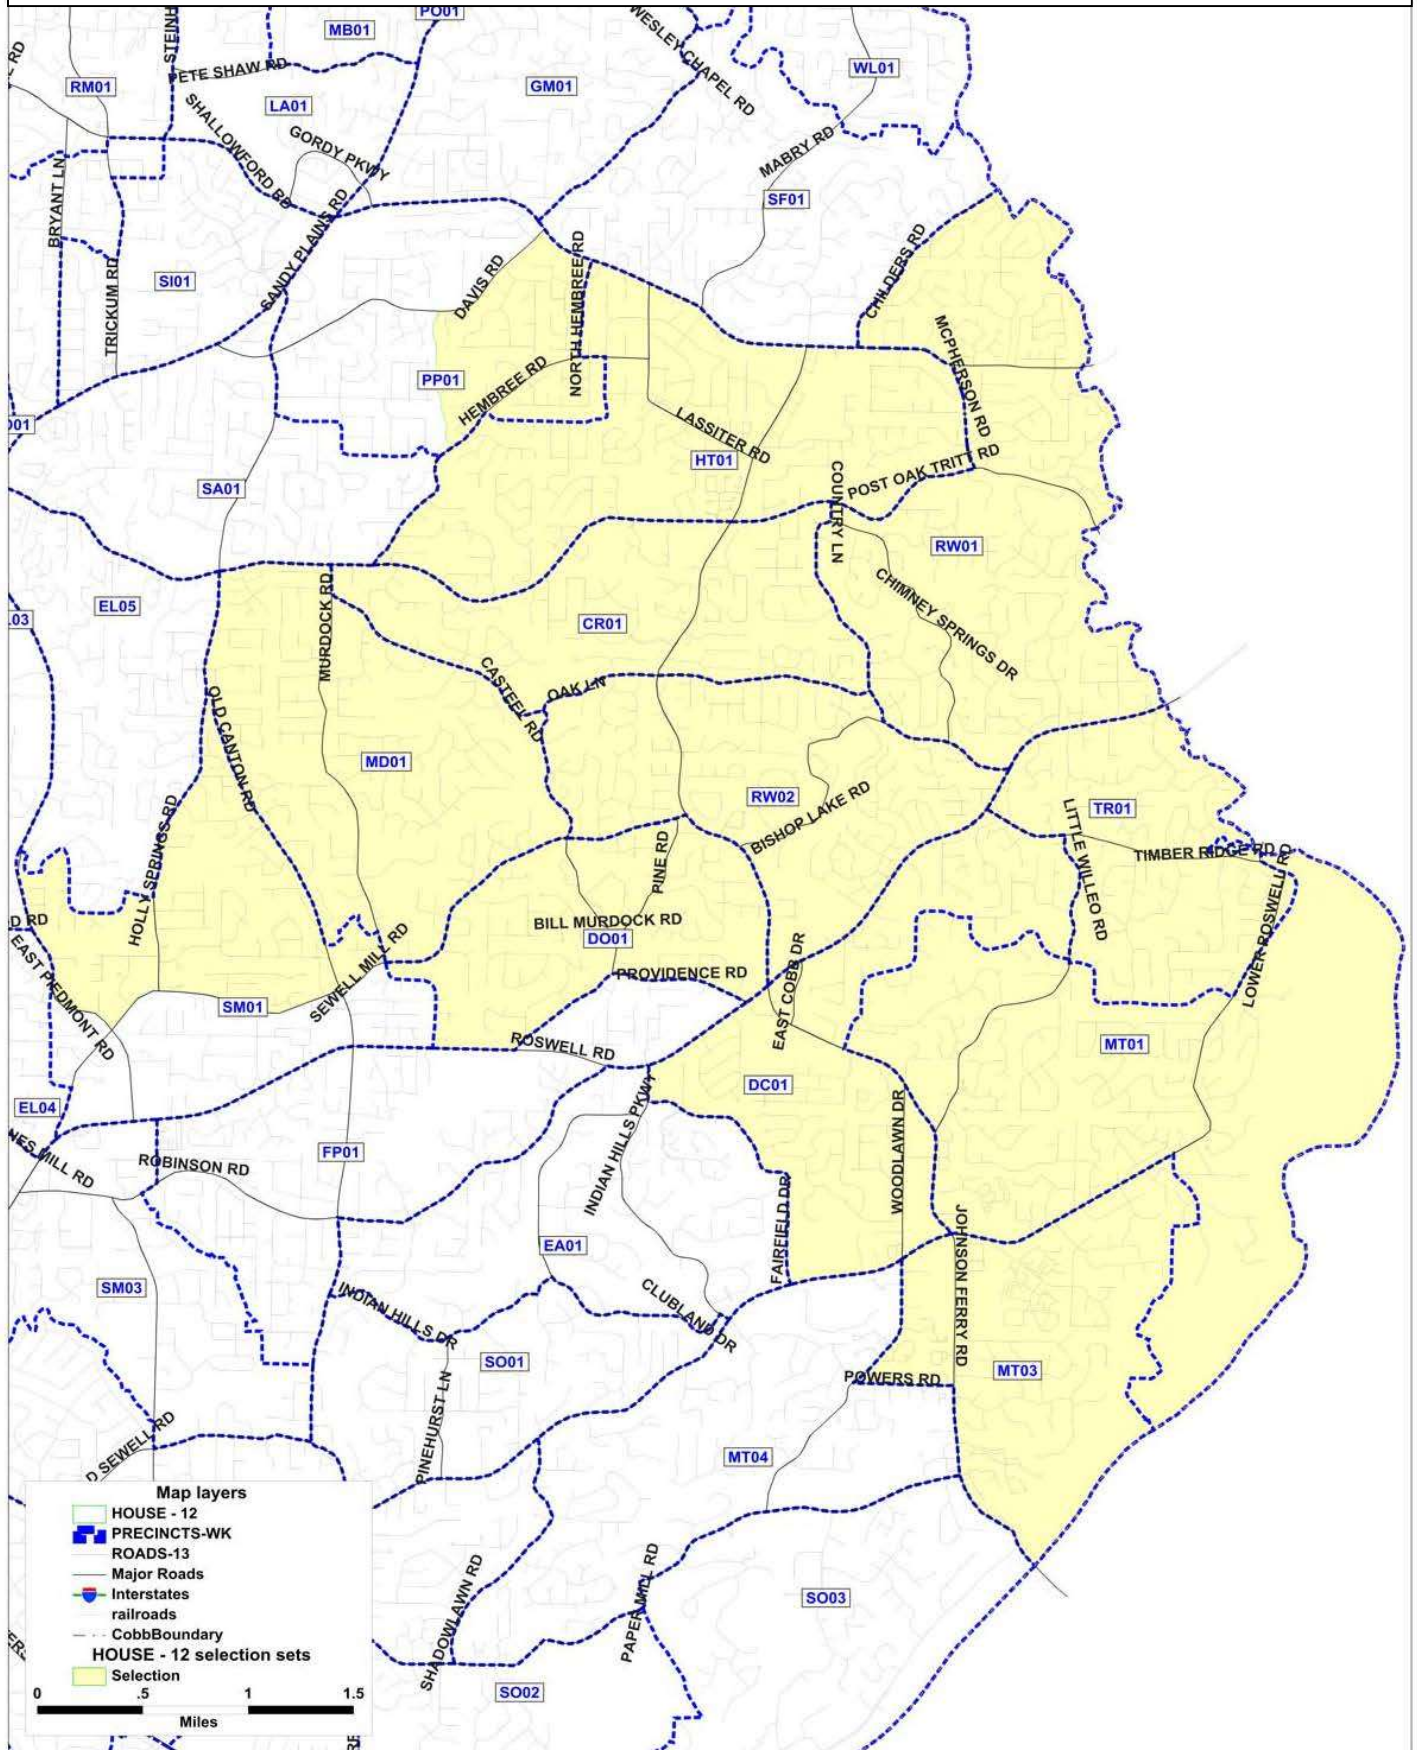 PO01
MB01
WESLEY CHAPEL RD
STEINH
PETE SHAW RD
RM01
GM01
WL01
LA01
SHALLOWFORD RD
GORDY PKWY
MABRY RD
BRYANT LN
SF01
SANDY PLAINS RD
TRICKUM RD
SI01
DAVIS RD
NORTH HEMBREE RD
CHILDERS RD
MCPHERSON RD
PP01
HEMBREE RD
LASSITER RD
HT01
COUNTRY LN
POST OAK TRITT RD
SA01
RW01
EL05
MURDOCK RD
CR01
CHIMNEY SPRINGS DR
CASTEEL RD
OAK LN
OLD CANTON RD
MD01
RW02
BISHOP LAKE RD
TR01
LITTLE WILLEO RD
TIMBER RIDGE RD
HOLLY SPRINGS RD
PINE RD
LOWER ROSWELL RD
D RD
BILL MURDOCK RD
DO01
EAST PIEDMONT RD
SEWELL MILL RD
PROVIDENCE RD
EAST COBB DR
SM01
ROSWELL RD
MT01
DC01
EL04
INDIAN HILLS PKWY
WOODLAWN DR
NES MILL RD
ROBINSON RD
FP01
FAIRFIELD DR
JOHNSON FERRY RD
EA01
SM03
INDIAN HILLS DR
CLUBLAND DR
SO01
MT03
POWERS RD
PINEHURST LN
D SEWELL RD
MT04
SHADOWLAWN RD
PAPER MILL RD
SO03
SO02
Map layers
HOUSE - 12
PRECINCTS-WK
ROADS-13
Major Roads
Interstates
railroads
CobbBoundary
HOUSE - 12 selection sets
Selection
0 .5 1 1.5
Miles